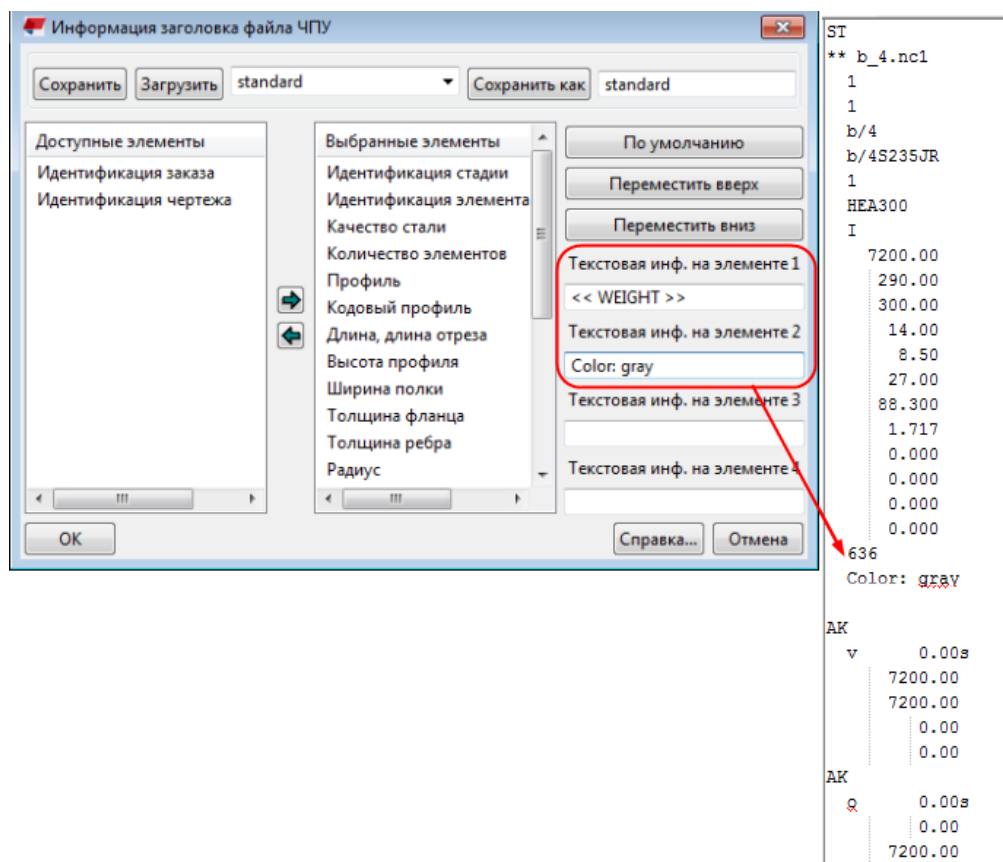 Информация заголовка файла ЧПУ
Сохранить Загрузить standard Сохранить как standard
Доступные элементы
Идентификация заказа
Идентификация чертежа
Выбранные элементы
Идентификация стадии
Идентификация элемента
Качество стали
Количество элементов
Профиль
Кодовый профиль
Длина, длина отреза
Высота профиля
Ширина полки
Толщина фланца
Толщина ребра
Радиус
По умолчанию
Переместить вверх
Переместить вниз
Текстовая инф. на элементе 1
<< WEIGHT >>
Текстовая инф. на элементе 2
Color: gray
Текстовая инф. на элементе 3
Текстовая инф. на элементе 4
OK Справка... Отмена
ST
** b_4.nc1
1
1
b/4
b/4S235JR
1
HEA300
I
7200.00
290.00
300.00
14.00
8.50
27.00
88.300
1.717
0.000
0.000
0.000
0.000
636
Color: gray
AK
v 0.00s
7200.00
7200.00
0.00
0.00
AK
o 0.00s
0.00
7200.00